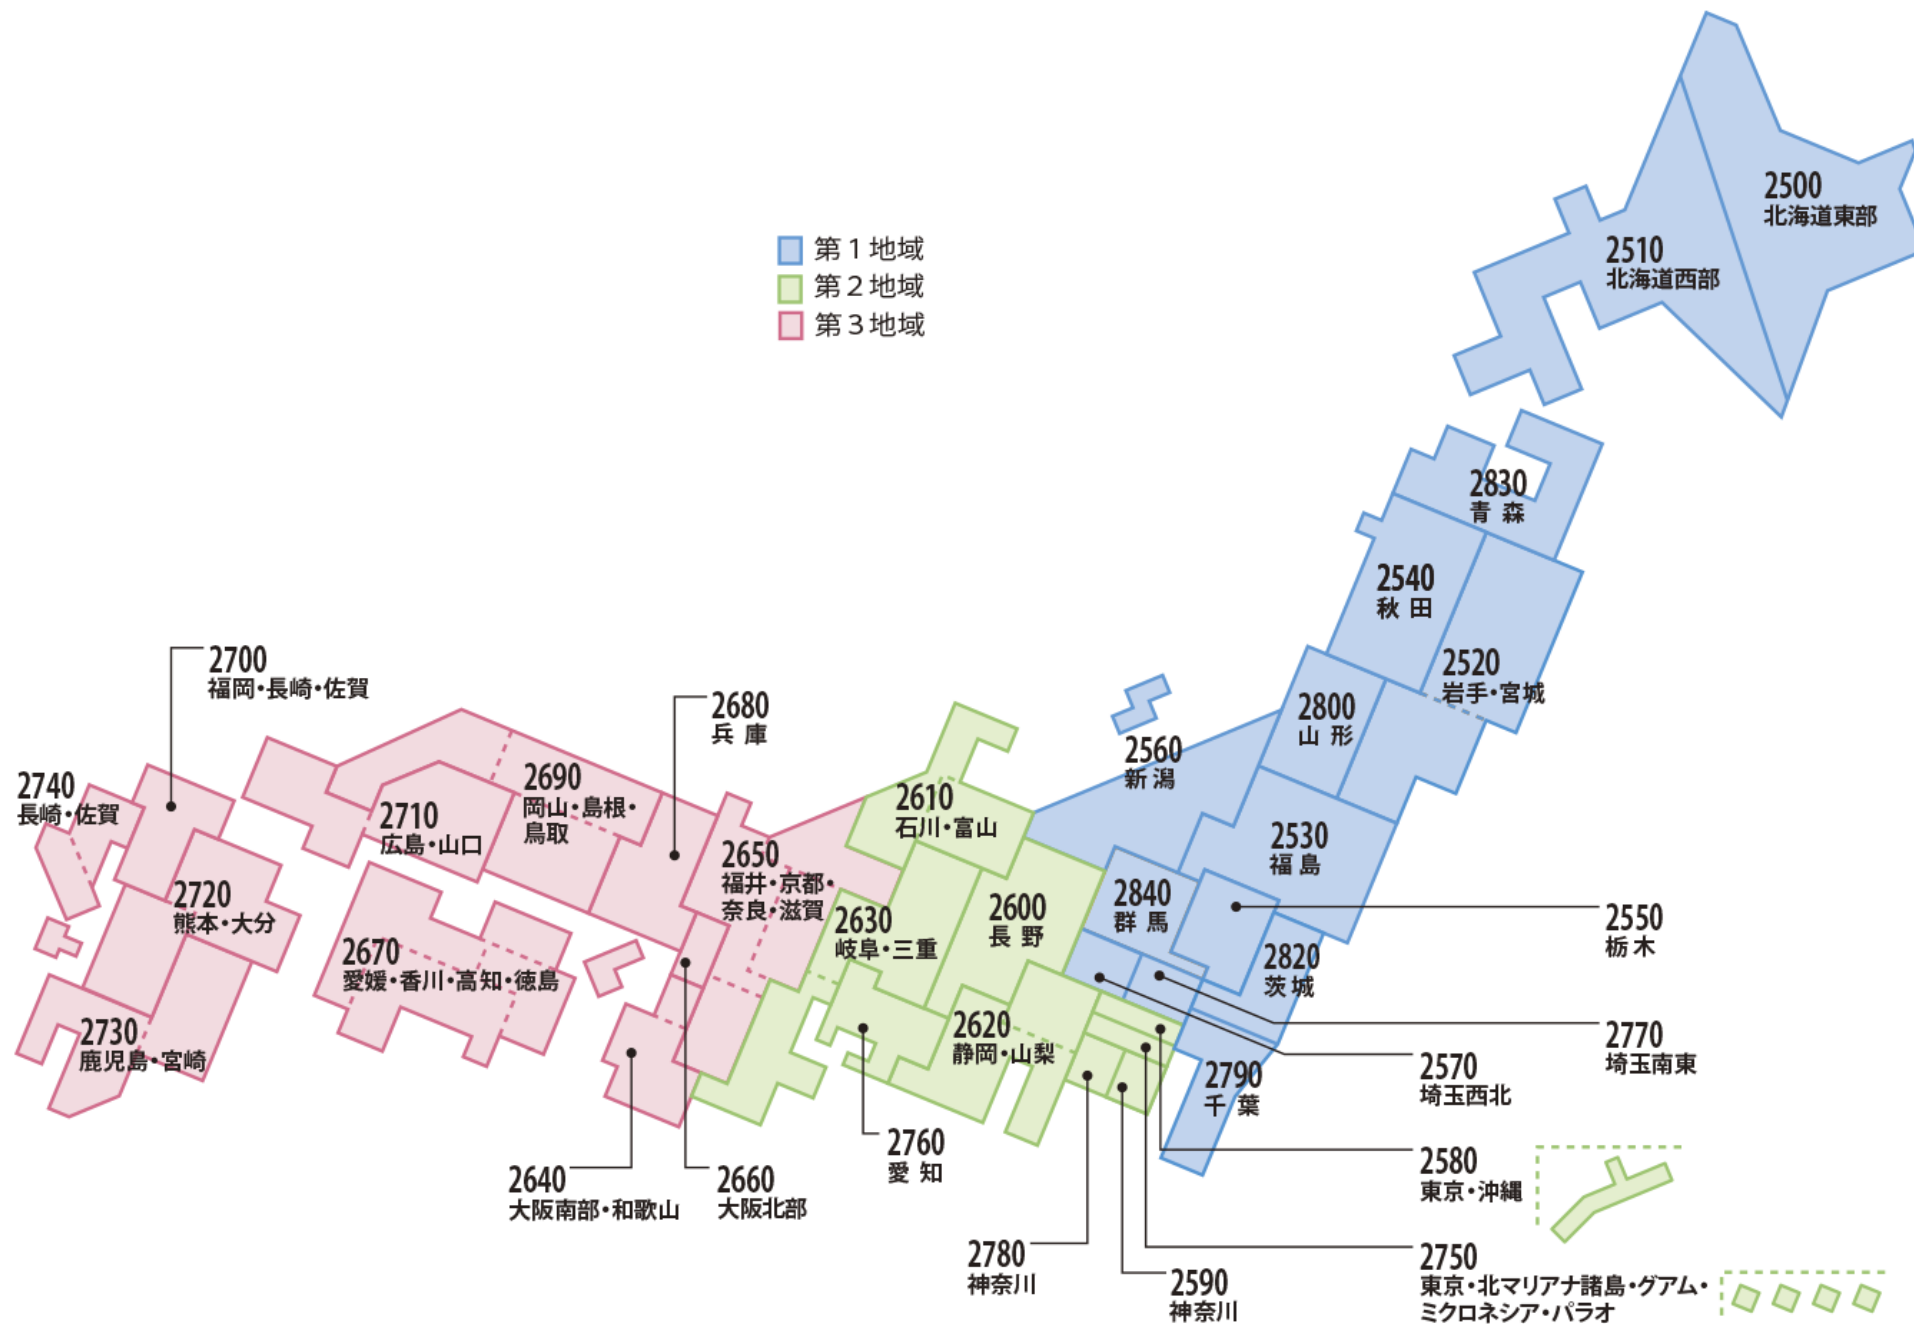 第1地域
第2地域
第3地域
2500
北海道東部
2510
北海道西部
2830
青森
2540
秋田
2520
岩手・宮城
2800
山形
2560
新潟
2530
福島
2840
群馬
2550
栃木
2820
茨城
2770
埼玉南東
2570
埼玉西北
2790
千葉
2580
東京・沖縄
2750
東京・北マリアナ諸島・グアム・
ミクロネシア・パラオ
2590
神奈川
2780
神奈川
2610
石川・富山
2600
長野
2630
岐阜・三重
2620
静岡・山梨
2760
愛知
2680
兵庫
2650
福井・京都・
奈良・滋賀
2660
大阪北部
2640
大阪南部・和歌山
2690
岡山・島根・
鳥取
2710
広島・山口
2670
愛媛・香川・高知・徳島
2700
福岡・長崎・佐賀
2740
長崎・佐賀
2720
熊本・大分
2730
鹿児島・宮崎